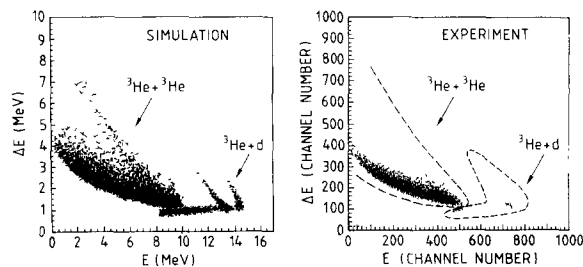 SIMULATION
ΔE (MeV)
10
9
8
7
6
5
4
3
2
1
0
³He+³He
³He+d
0 2 4 6 8 10 12 14 16
E (MeV)
EXPERIMENT
ΔE (CHANNEL NUMBER)
1000
900
800
700
600
500
400
300
200
100
0
³He+³He
³He+d
0 200 400 600 800 1000
E (CHANNEL NUMBER)